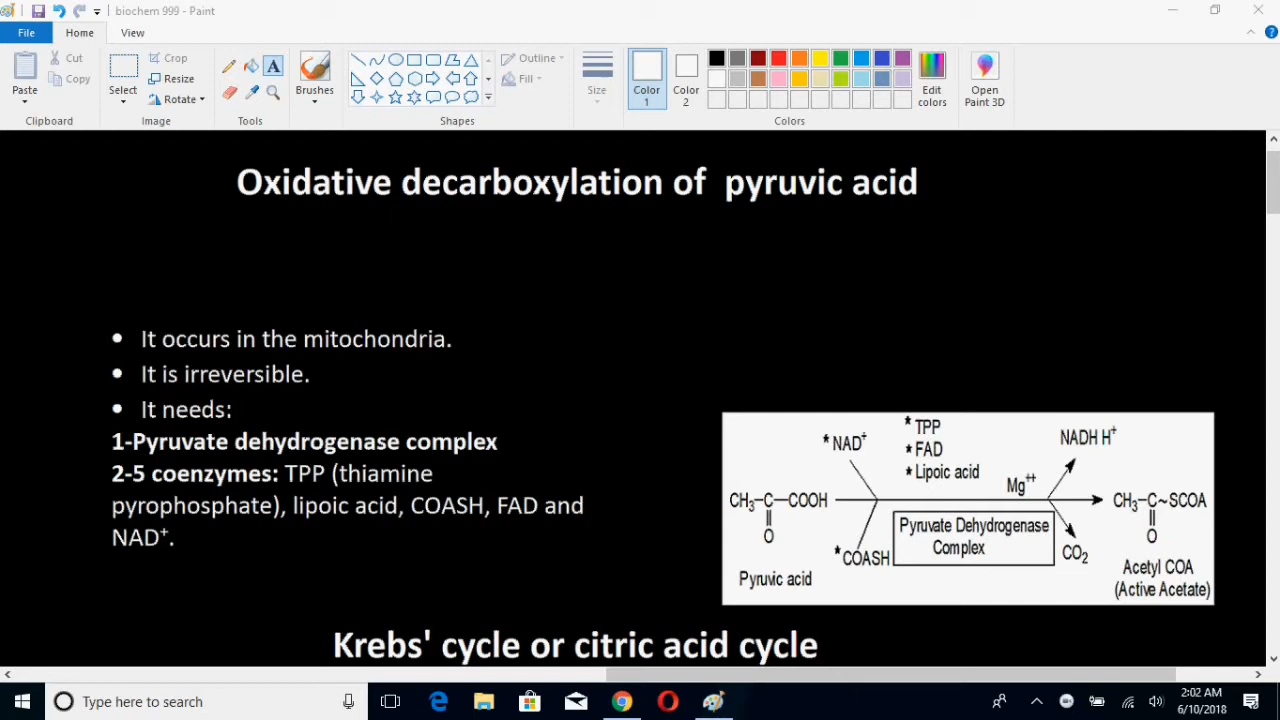 biochem 999 - Paint
File
Home
View
Paste
Cut
Copy
Clipboard
Select
Crop
Resize
Rotate
Image
A
Tools
Brushes
Outline
Fill
Shapes
Size
Color
1
Color
2
Edit
colors
Open
Paint 3D
Colors
Oxidative decarboxylation of pyruvic acid
• It occurs in the mitochondria.
• It is irreversible.
• It needs:
1-Pyruvate dehydrogenase complex
2-5 coenzymes: TPP (thiamine
pyrophosphate), lipoic acid, COASH, FAD and
NAD⁺.
* NAD⁺
* TPP
* FAD
* Lipoic acid
Mg⁺⁺
NADH H⁺
CH₃—C—COOH
O
Pyruvic acid
* COASH
Pyruvate Dehydrogenase
Complex
CO₂
CH₃—C~SCOA
O
Acetyl COA
(Active Acetate)
Krebs' cycle or citric acid cycle
Type here to search
2:02 AM
6/10/2018